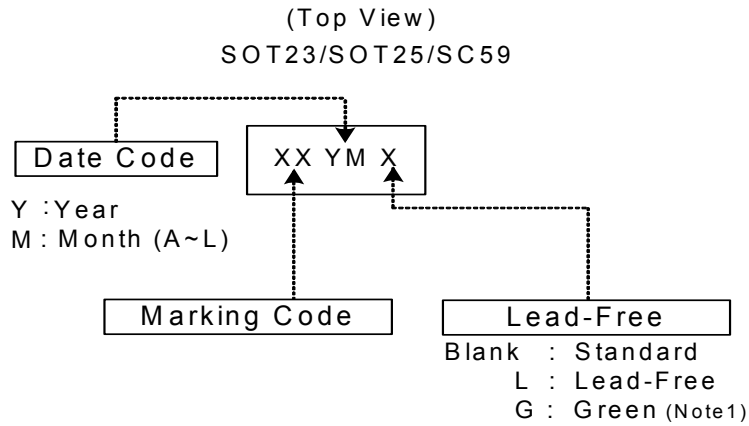 (Top View)
SOT23/SOT25/SC59
Date Code
XX YM X
Y :Year
M : Month (A~L)
Marking Code
Lead-Free
Blank : Standard
L : Lead-Free
G : Green (Note1)